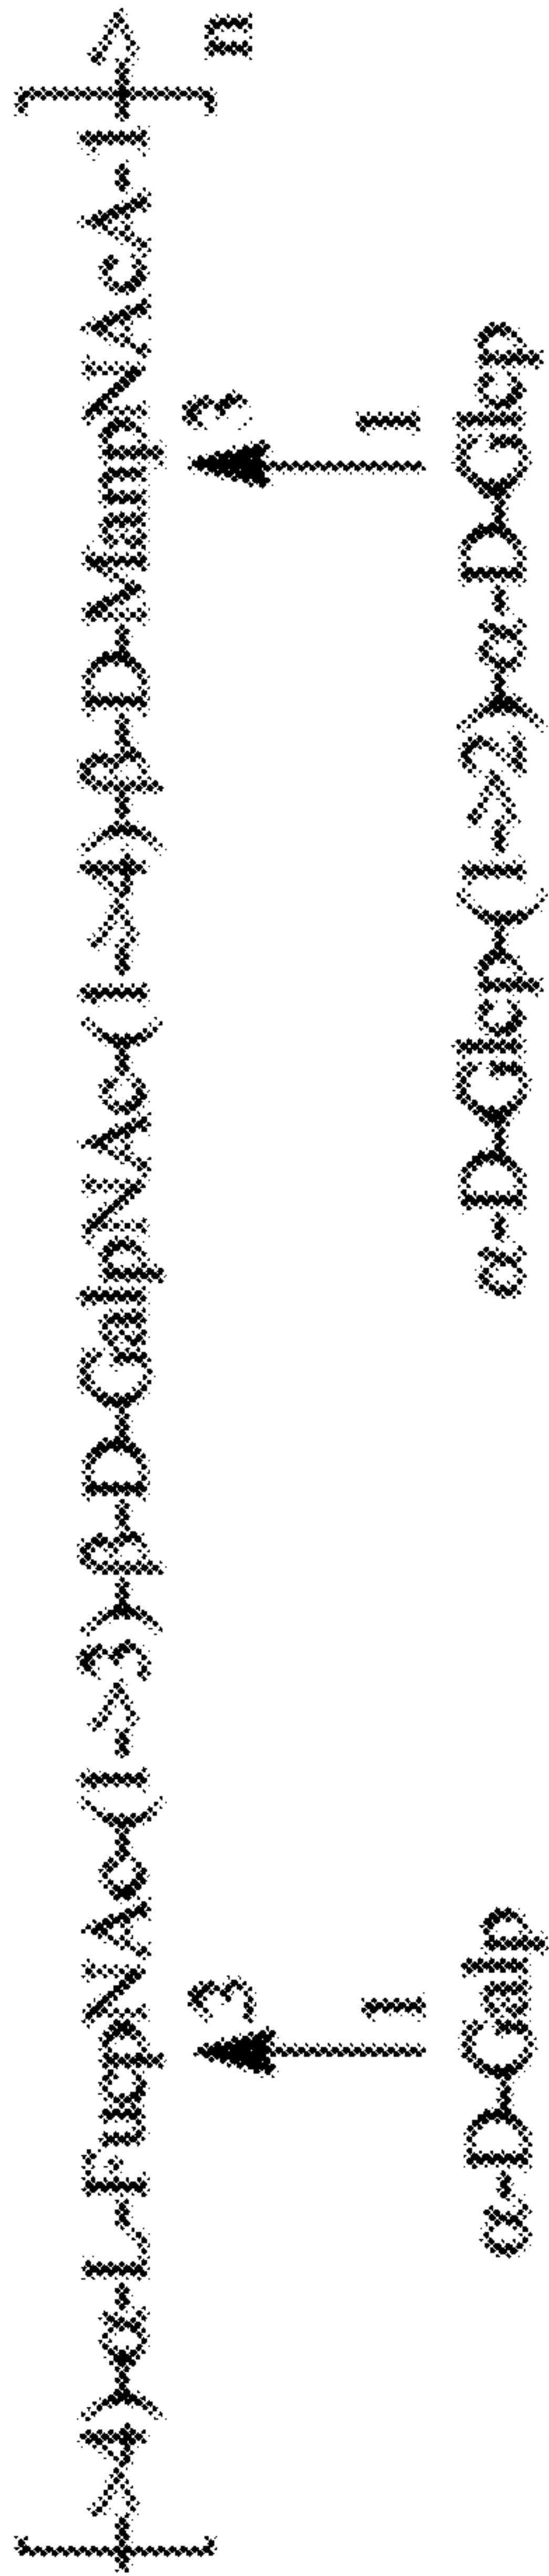 [→4)-α-L-FucpNAc-(1→3)-β-D-GalpNAc-(1→4)-β-D-ManpNAcA-1→]n
3 3
↑ ↑
1 1
α-D-Galp α-D-Glcp-(1→2)-α-D-Glcp